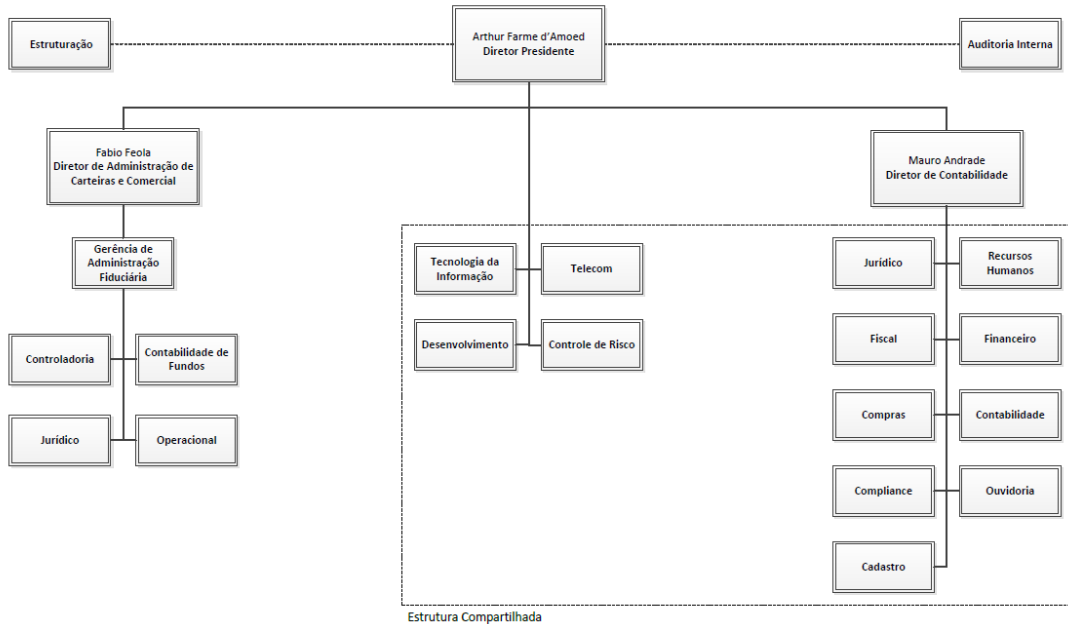 Estruturação
Arthur Farme d'Amoed
Diretor Presidente
Auditoria Interna
Fabio Feola
Diretor de Administração de
Carteiras e Comercial
Mauro Andrade
Diretor de Contabilidade
Gerência de
Administração
Fiduciária
Controladoria
Contabilidade de
Fundos
Jurídico
Operacional
Tecnologia da
Informação
Telecom
Desenvolvimento
Controle de Risco
Jurídico
Recursos
Humanos
Fiscal
Financeiro
Compras
Contabilidade
Compliance
Ouvidoria
Cadastro
Estrutura Compartilhada